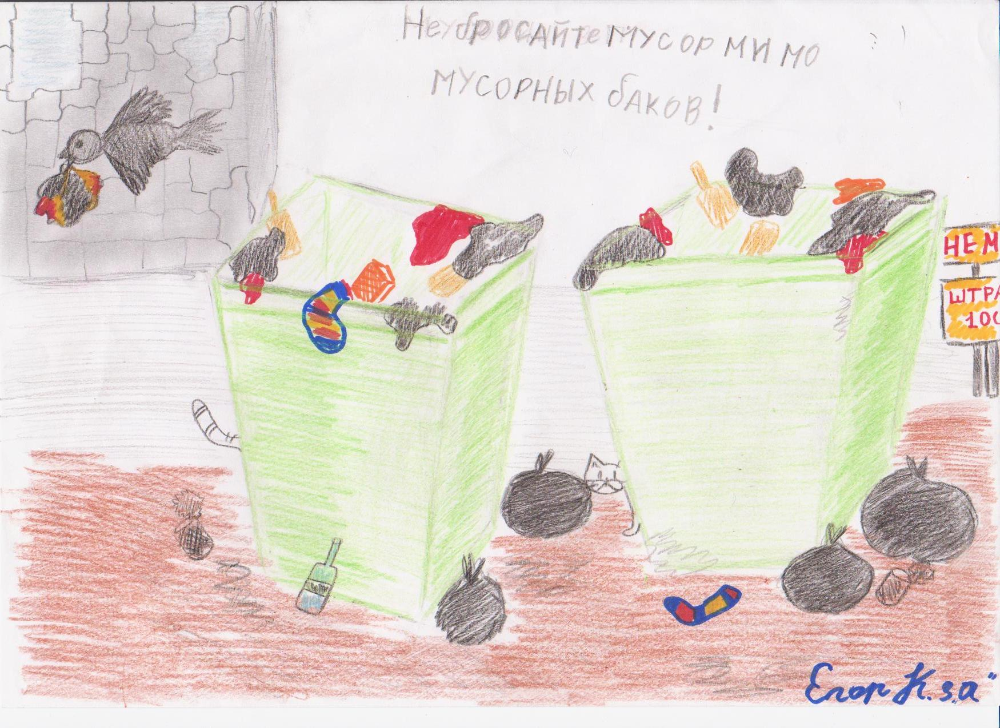 Не бросайте мусор мимо
мусорных баков!
НЕ М
ШТРА
100
Егор К. 3 "а"